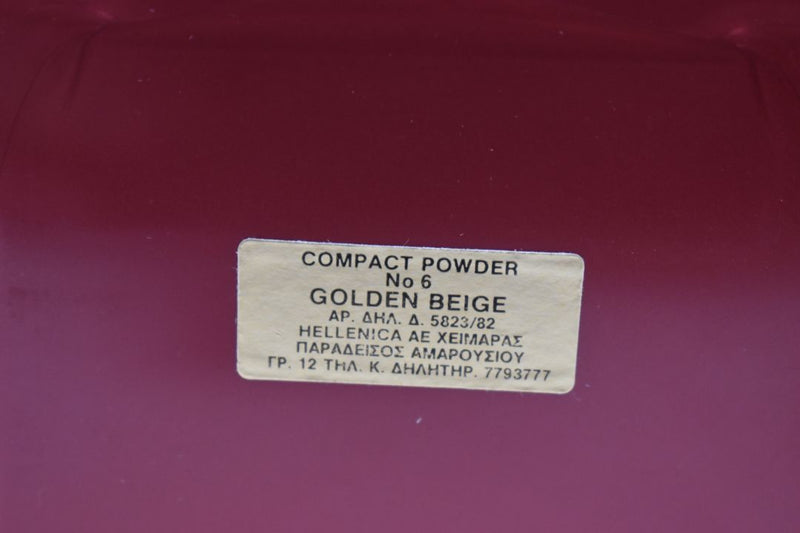 COMPACT POWDER
No 6
GOLDEN BEIGE
ΑΡ. ΔΗΛ. Δ. 5823/82
HELLENICA AE ΧΕΙΜΑΡΑΣ
ΠΑΡΑΔΕΙΣΟΣ ΑΜΑΡΟΥΣΙΟΥ
ΓΡ. 12 ΤΗΛ. Κ. ΔΗΛΗΤΗΡ. 7793777